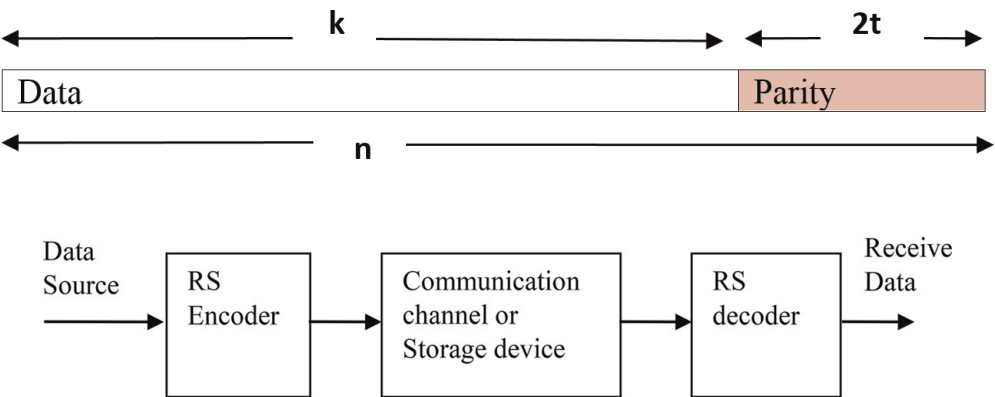 k
2t
Data
Parity
n
Data
Source
RS
Encoder
Communication
channel or
Storage device
RS
decoder
Receive
Data